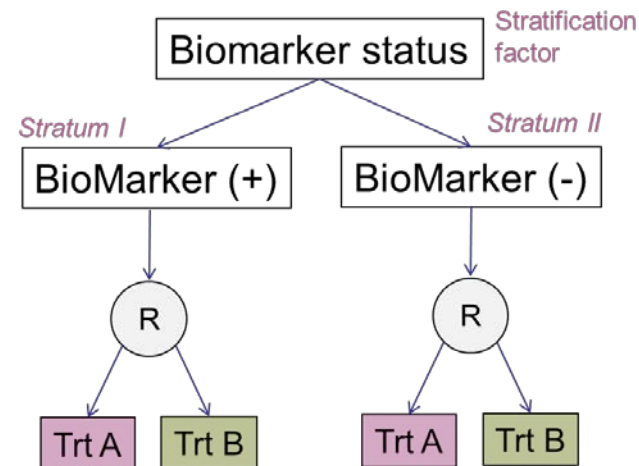 Biomarker status
Stratification
factor
Stratum I
Stratum II
BioMarker (+)
BioMarker (-)
R
R
Trt A
Trt B
Trt A
Trt B